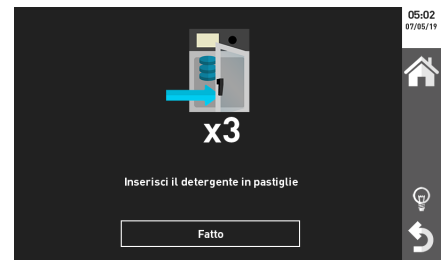 05:02
07/05/19
x3
Inserisci il detergente in pastiglie
Fatto